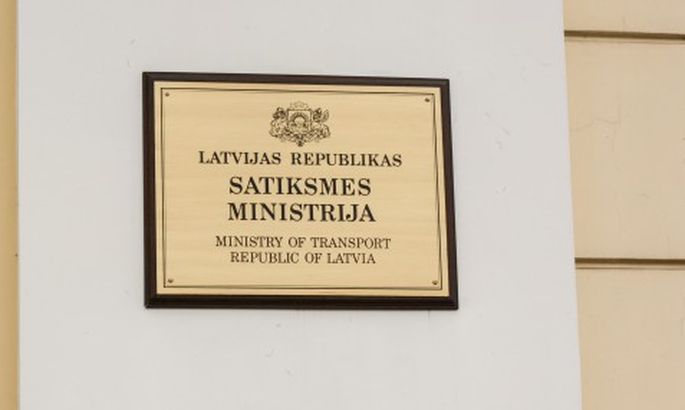 LATVIJAS REPUBLIKAS
SATIKSMES
MINISTRIJA
MINISTRY OF TRANSPORT
REPUBLIC OF LATVIA